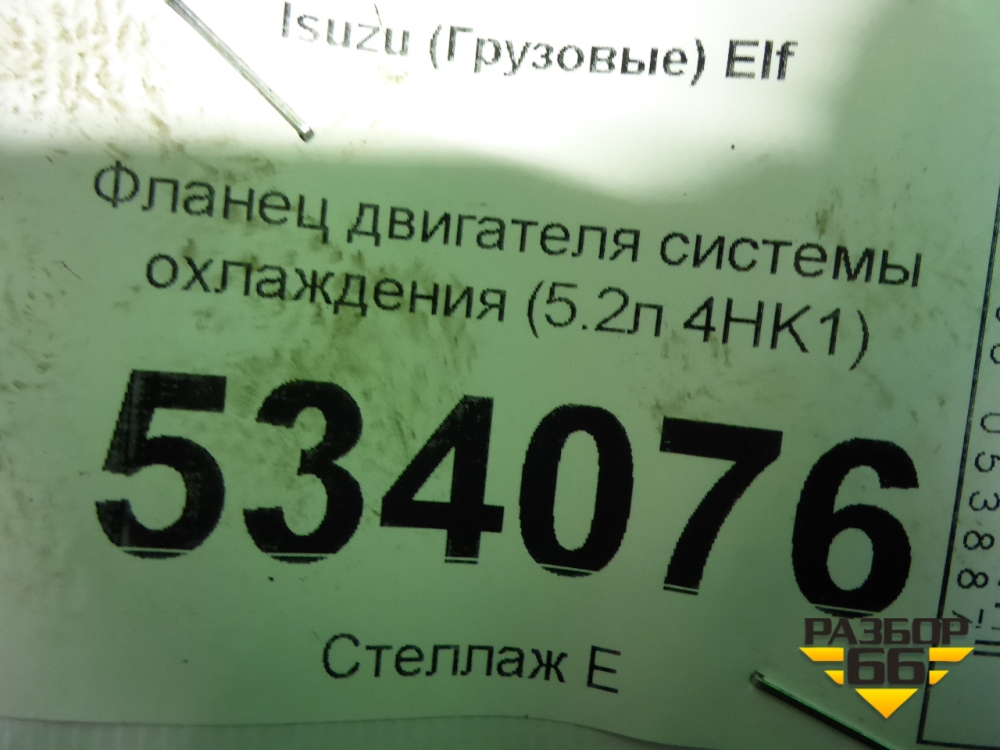 Isuzu (Грузовые) Elf
Фланец двигателя системы
охлаждения (5.2л 4HK1)
534076
Стеллаж E
РАЗБОР
66